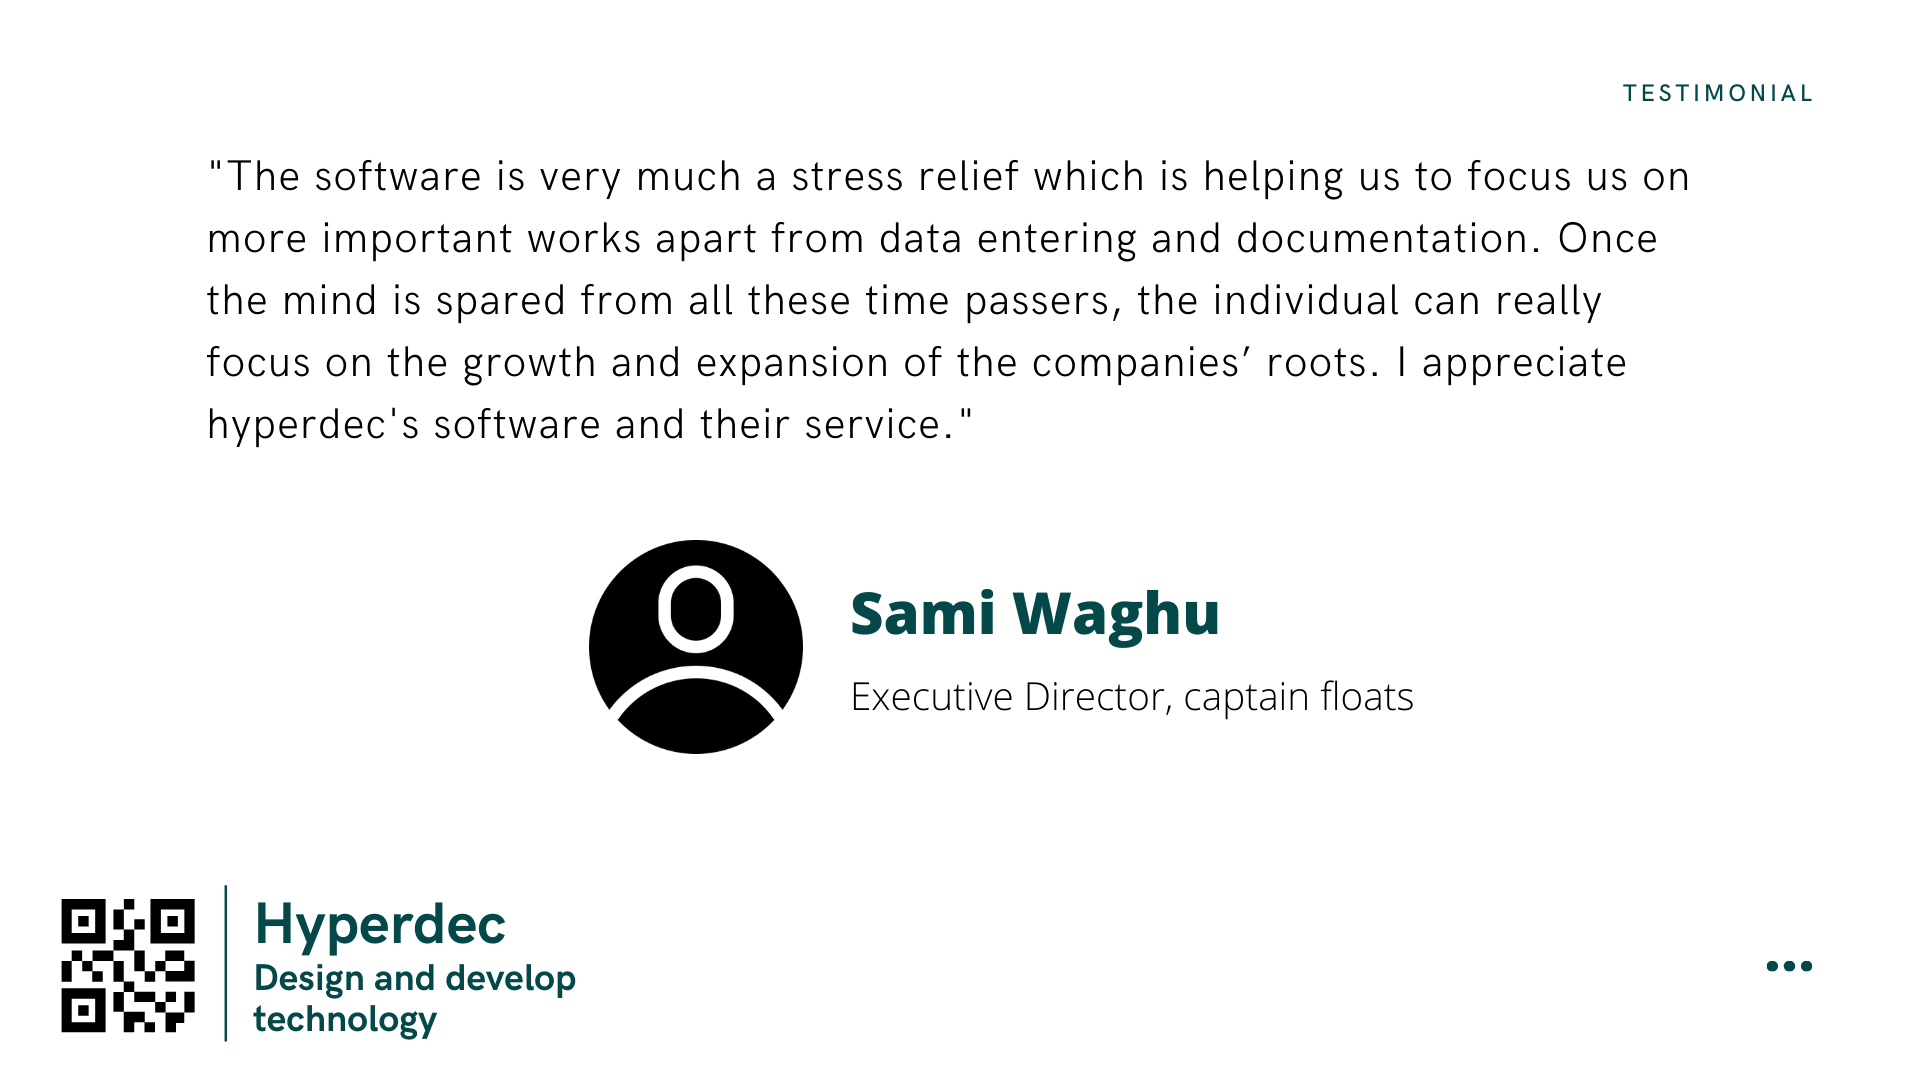 TESTIMONIAL
"The software is very much a stress relief which is helping us to focus us on
more important works apart from data entering and documentation. Once
the mind is spared from all these time passers, the individual can really
focus on the growth and expansion of the companies’ roots. I appreciate
hyperdec's software and their service."
Sami Waghu
Executive Director, captain floats
Hyperdec
Design and develop
technology